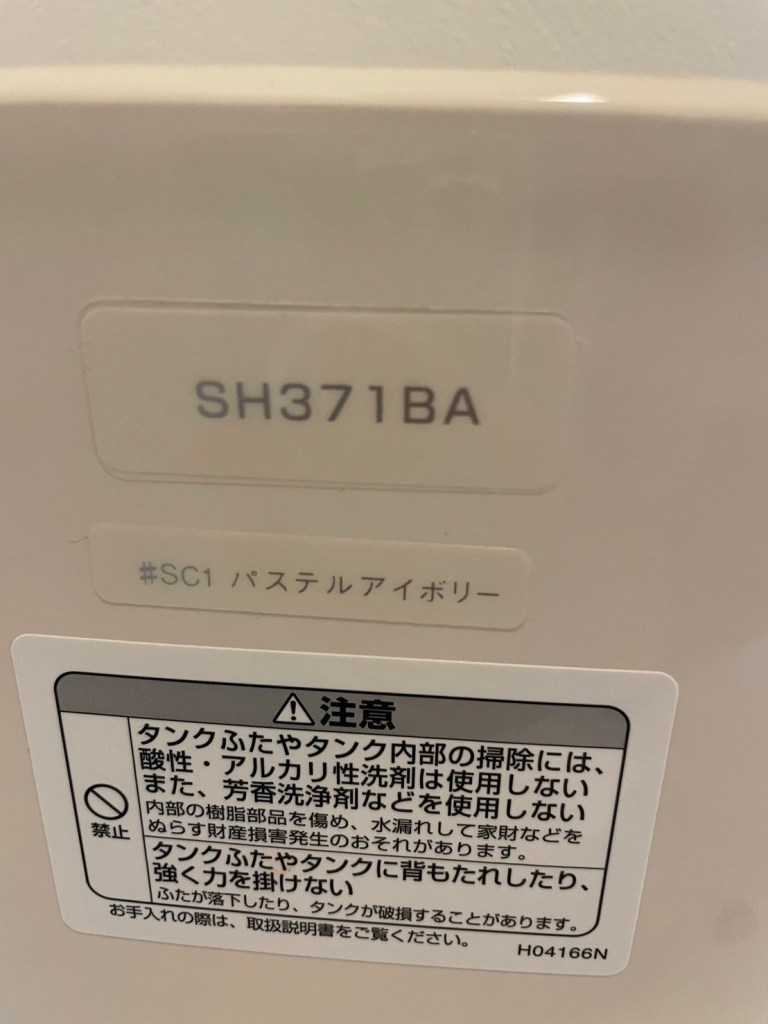 SH371BA
#SC1 パステルアイボリー
注意
禁止
タンクふたやタンク内部の掃除には、
酸性・アルカリ性洗剤は使用しない
また、芳香洗浄剤などを使用しない
内部の樹脂部品を傷め、水漏れして家財などを
ぬらす財産損害発生のおそれがあります。
タンクふたやタンクに背もたれしたり、
強く力を掛けない
ふたが落下したり、タンクが破損することがあります。
お手入れの際は、取扱説明書をご覧ください。
H04166N